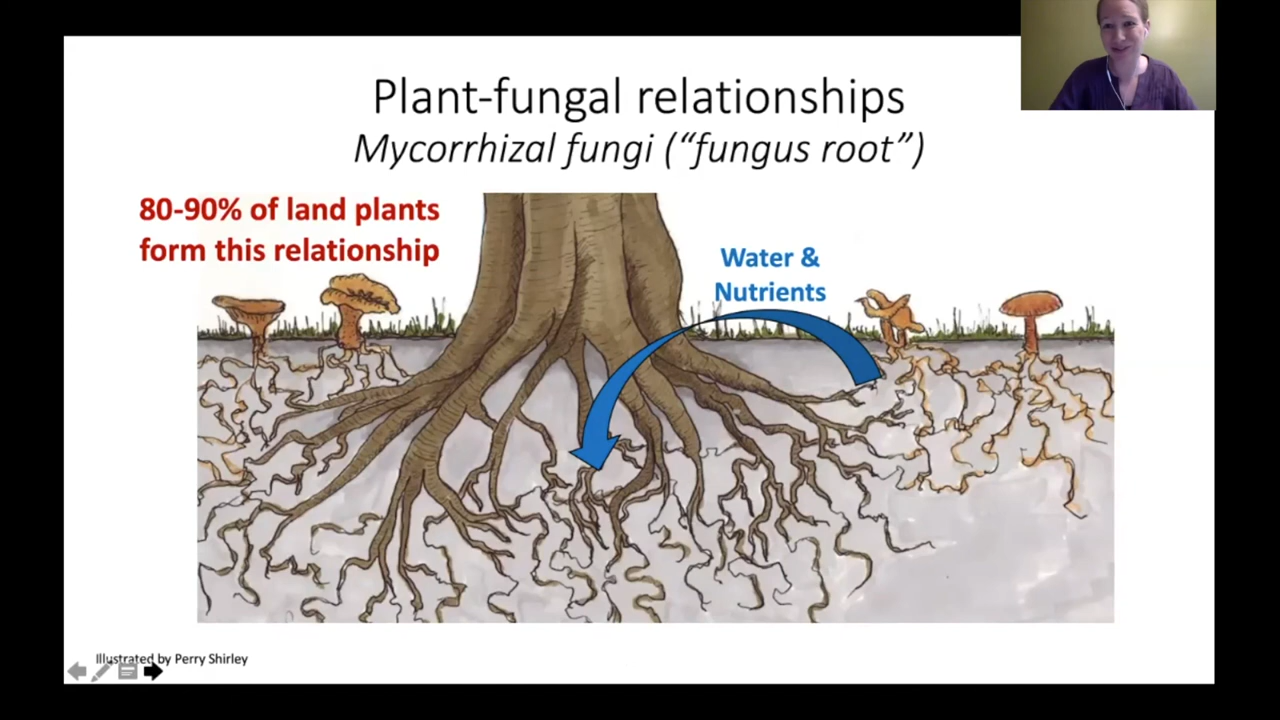 Plant-fungal relationships
Mycorrhizal fungi (“fungus root”)
80-90% of land plants
form this relationship
Water &
Nutrients
Illustrated by Perry Shirley